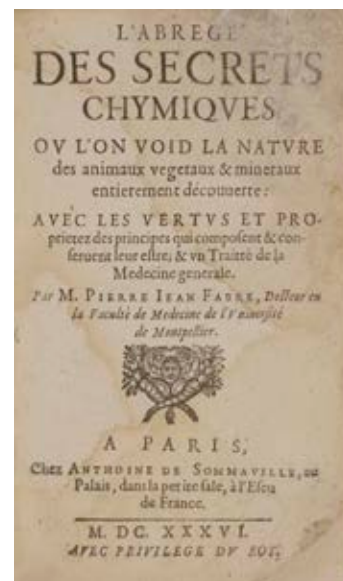 L'ABREGÉ
DES SECRETS
CHYMIQVES
OV L'ON VOID LA NATVRE
des animaux vegetaux & mineraux
entierement découuerte:
AVEC LES VERTVS ET PRO-
prietez des principes qui composent & con-
seruent leur estre; & vn Traitté de la
Medecine generale.
Par M. PIERRE IEAN FABRE, Docteur en
la Faculté de Medecine de l'Vniuersité
de Montpellier.
A PARIS,
Chez ANTHOINE DE SOMMAVILLE, au
Palais, dans la petite sale, à l'Escu
de France.
M. DC. XXXVI.
AVEC PRIVILEGE DV ROY,